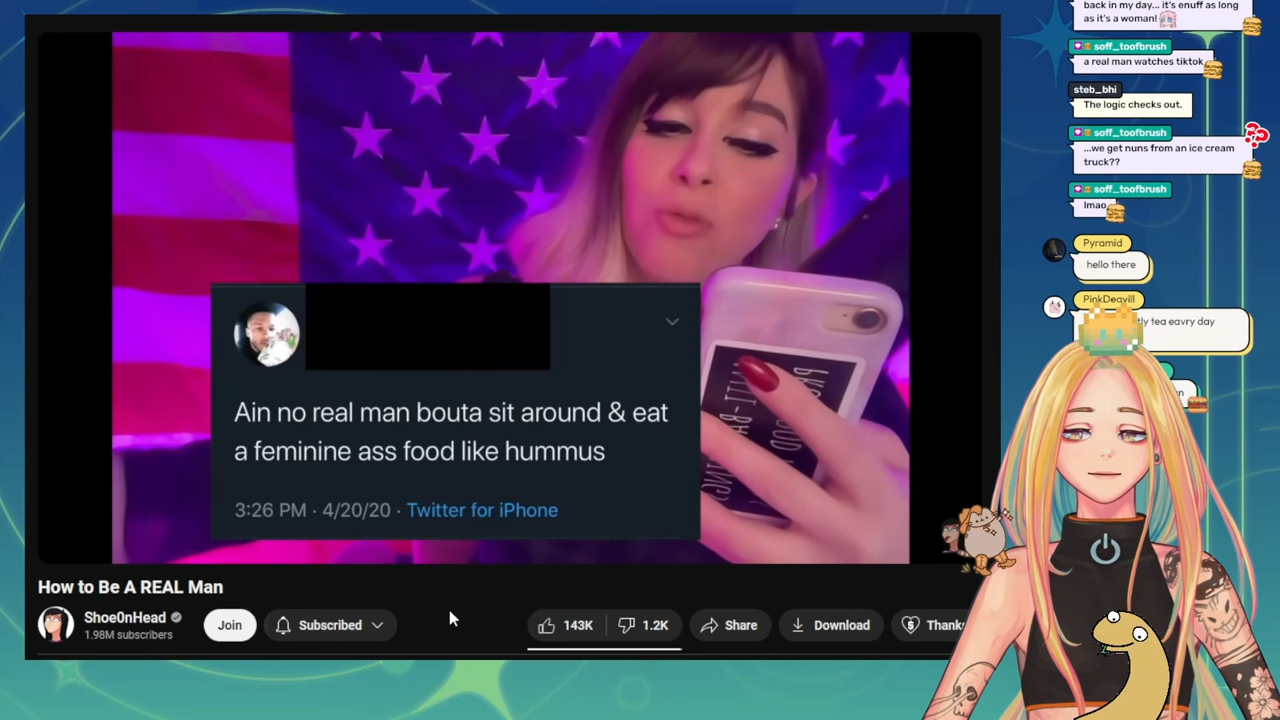 Ain no real man bouta sit around & eat
a feminine ass food like hummus
3:26 PM · 4/20/20 · Twitter for iPhone
How to Be A REAL Man
Shoe0nHead
1.98M subscribers
Join
Subscribed
143K
1.2K
Share
Download
Thank
back in my day... it's enuff as long
as it's a woman!
soff_toofbrush
a real man watches tiktok
steb_bhi
The logic checks out.
soff_toofbrush
...we get nuns from an ice cream
truck??
soff_toofbrush
lmao
Pyramid
hello there
PinkDeavill
tly tea eavry day